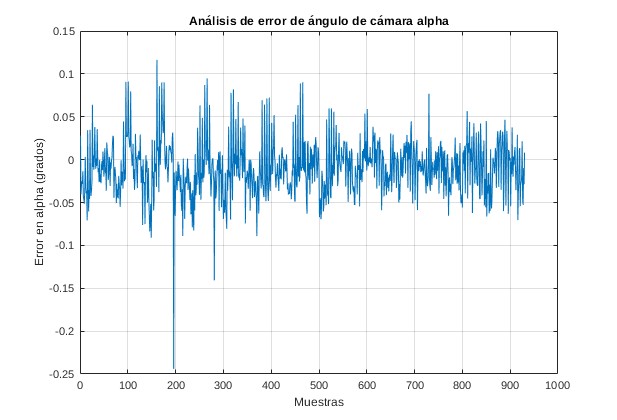 Análisis de error de ángulo de cámara alpha
0.15
0.1
0.05
0
-0.05
-0.1
-0.15
-0.2
-0.25
Error en alpha (grados)
0 100 200 300 400 500 600 700 800 900 1000
Muestras